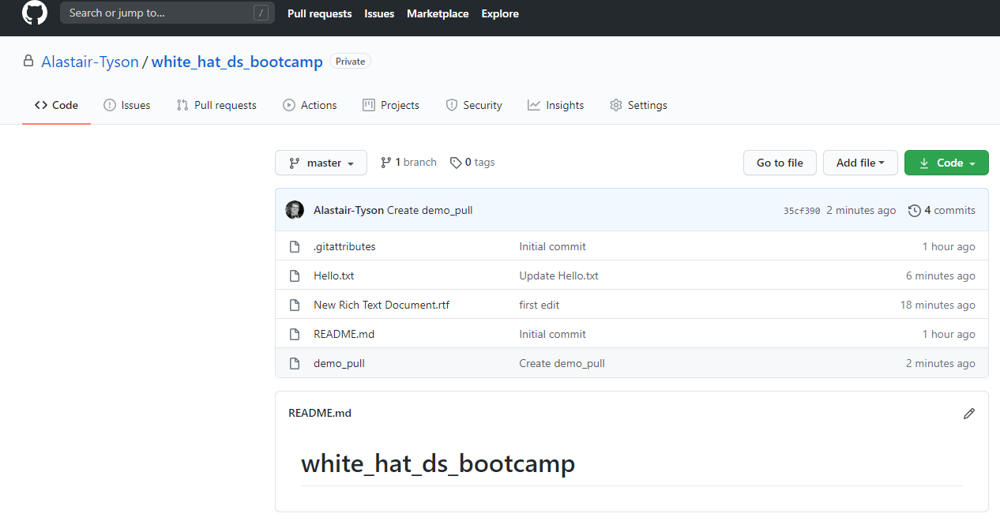 Search or jump to... / Pull requests Issues Marketplace Explore
Alastair-Tyson / white_hat_ds_bootcamp Private
Code Issues Pull requests Actions Projects Security Insights Settings
master 1 branch 0 tags Go to file Add file Code
Alastair-Tyson Create demo_pull 35cf390 2 minutes ago 4 commits
.gitattributes Initial commit 1 hour ago
Hello.txt Update Hello.txt 6 minutes ago
New Rich Text Document.rtf first edit 18 minutes ago
README.md Initial commit 1 hour ago
demo_pull Create demo_pull 2 minutes ago
README.md
white_hat_ds_bootcamp